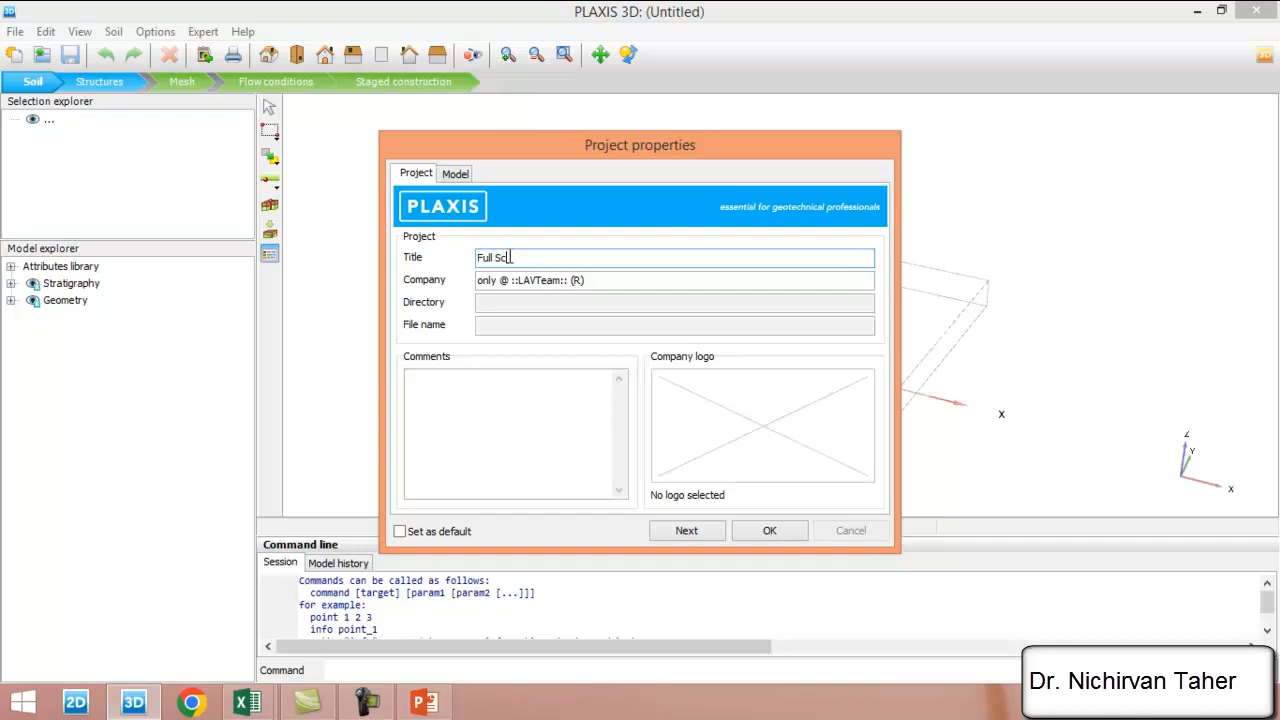 PLAXIS 3D: (Untitled)
File Edit View Soil Options Expert Help
Soil Structures Mesh Flow conditions Staged construction
Selection explorer
...
Model explorer
Attributes library
Stratigraphy
Geometry
Project properties
Project Model
PLAXIS essential for geotechnical professionals
Project
Title Full Sc
Company only @ ::LAVTeam:: (R)
Directory
File name
Comments Company logo
No logo selected
Set as default Next OK Cancel
X
Z
Y
X
Command line
Session Model history
Commands can be called as follows:
command [target] [param1 [param2 [...]]]
for example:
point 1 2 3
info point_1
Command
2D 3D
Dr. Nichirvan Taher